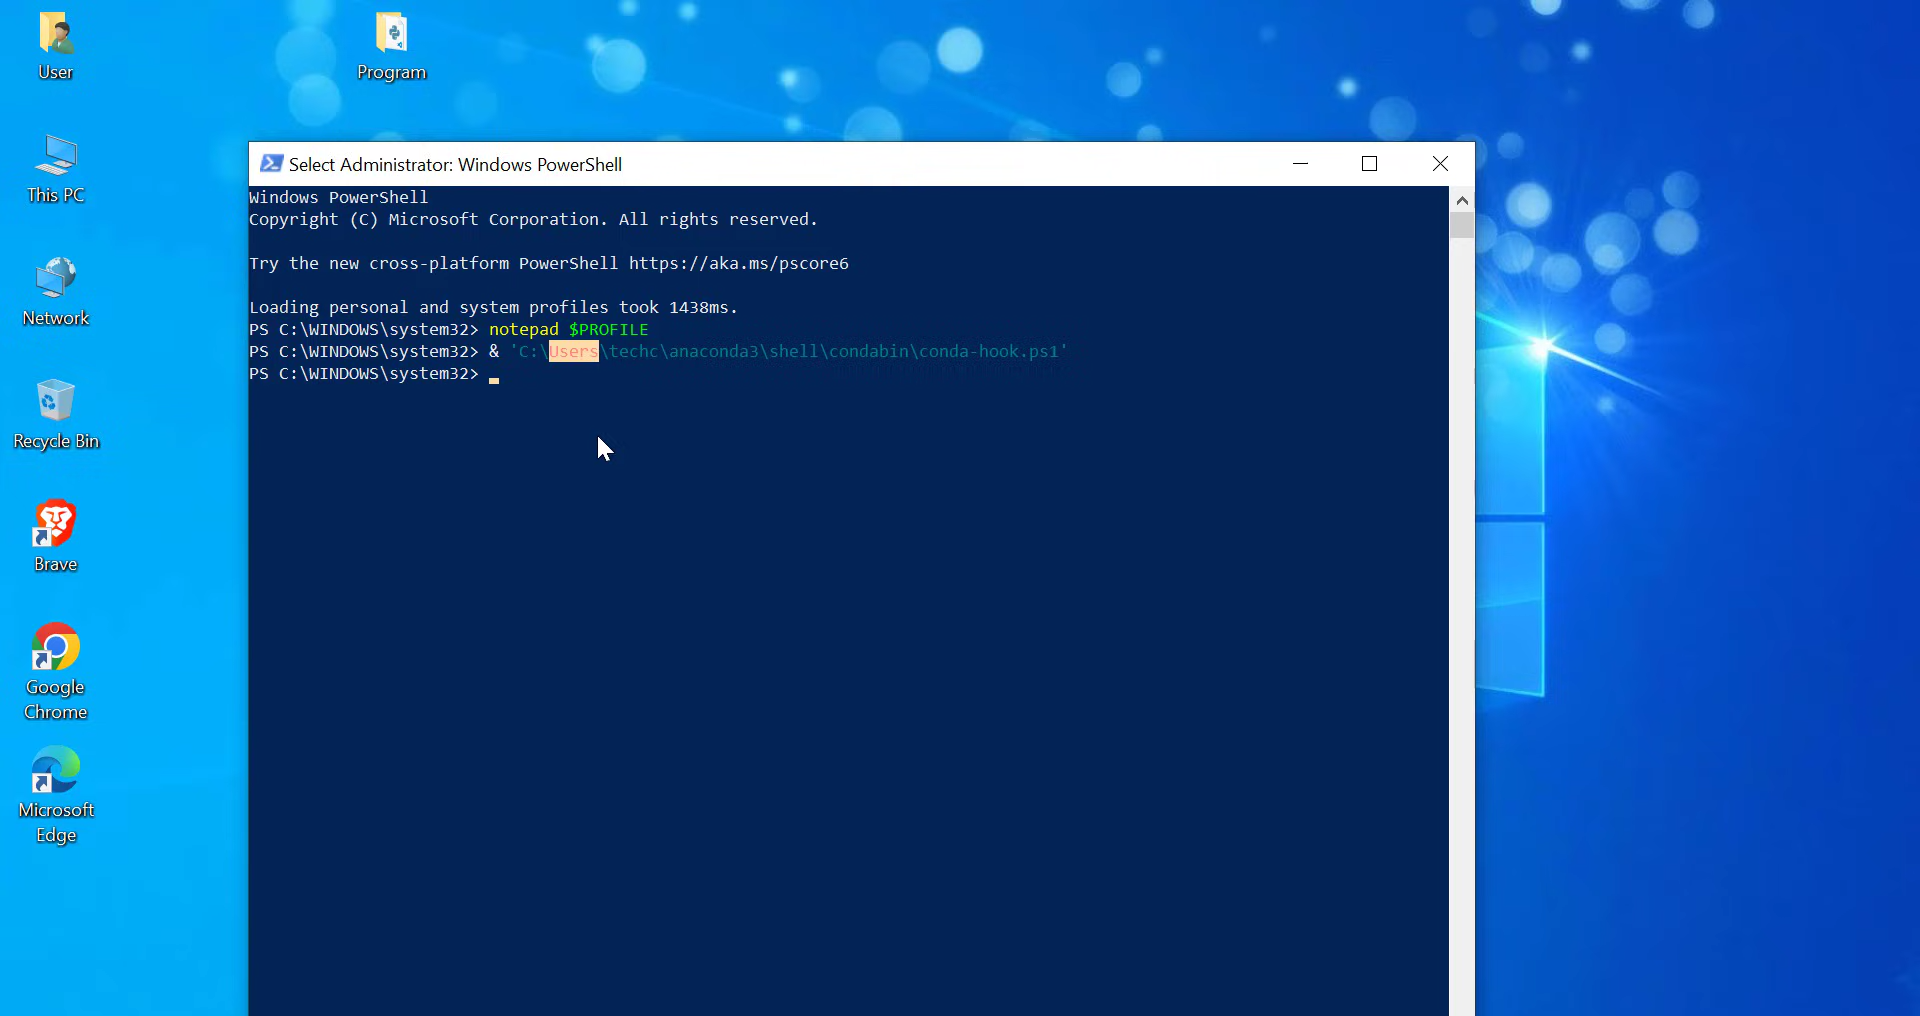 User
Program
This PC
Network
Recycle Bin
Brave
Google
Chrome
Microsoft
Edge
Select Administrator: Windows PowerShell
Windows PowerShell
Copyright (C) Microsoft Corporation. All rights reserved.
Try the new cross-platform PowerShell https://aka.ms/pscore6
Loading personal and system profiles took 1438ms.
PS C:\WINDOWS\system32> notepad $PROFILE
PS C:\WINDOWS\system32> & 'C:\Users\techc\anaconda3\shell\condabin\conda-hook.ps1'
PS C:\WINDOWS\system32>